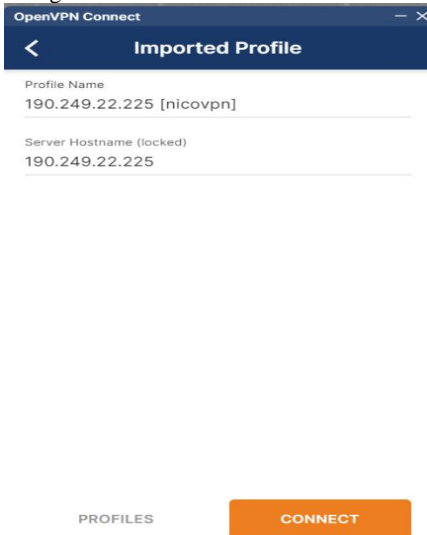 OpenVPN Connect
Imported Profile
Profile Name
190.249.22.225 [nicovpn]
Server Hostname (locked)
190.249.22.225
PROFILES CONNECT